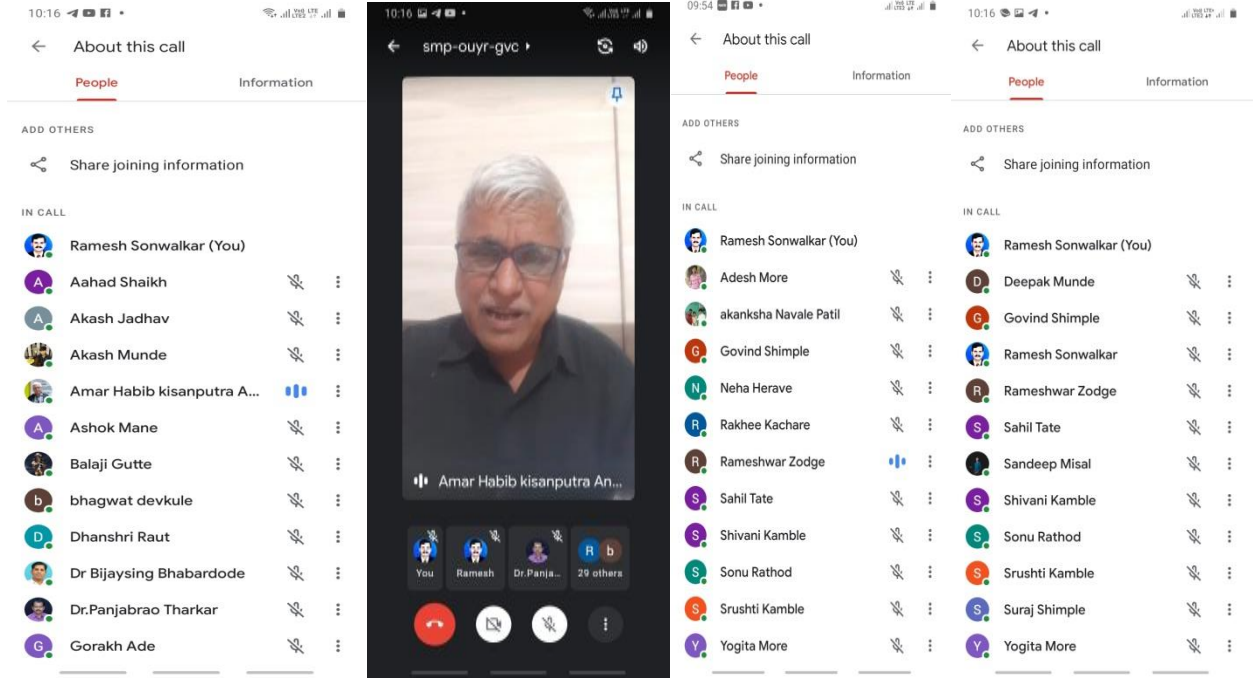 10:16
About this call
People Information
ADD OTHERS
Share joining information
IN CALL
Ramesh Sonwalkar (You)
A Aahad Shaikh
A Akash Jadhav
Akash Munde
Amar Habib kisanputra A...
A Ashok Mane
Balaji Gutte
b bhagwat devkule
D Dhanshri Raut
Dr Bijaysing Bhabardode
Dr.Panjabrao Tharkar
G Gorakh Ade
10:16
smp-ouyr-gvc
Amar Habib kisanputra An...
R b
You Ramesh Dr.Panja... 29 others
09:54
About this call
People Information
ADD OTHERS
Share joining information
IN CALL
Ramesh Sonwalkar (You)
Adesh More
akanksha Navale Patil
G Govind Shimple
N Neha Herave
R Rakhee Kachare
R Rameshwar Zodge
S Sahil Tate
S Shivani Kamble
S Sonu Rathod
S Srushti Kamble
Y Yogita More
10:16
About this call
People Information
ADD OTHERS
Share joining information
IN CALL
Ramesh Sonwalkar (You)
D Deepak Munde
G Govind Shimple
Ramesh Sonwalkar
R Rameshwar Zodge
S Sahil Tate
Sandeep Misal
S Shivani Kamble
S Sonu Rathod
S Srushti Kamble
S Suraj Shimple
Y Yogita More